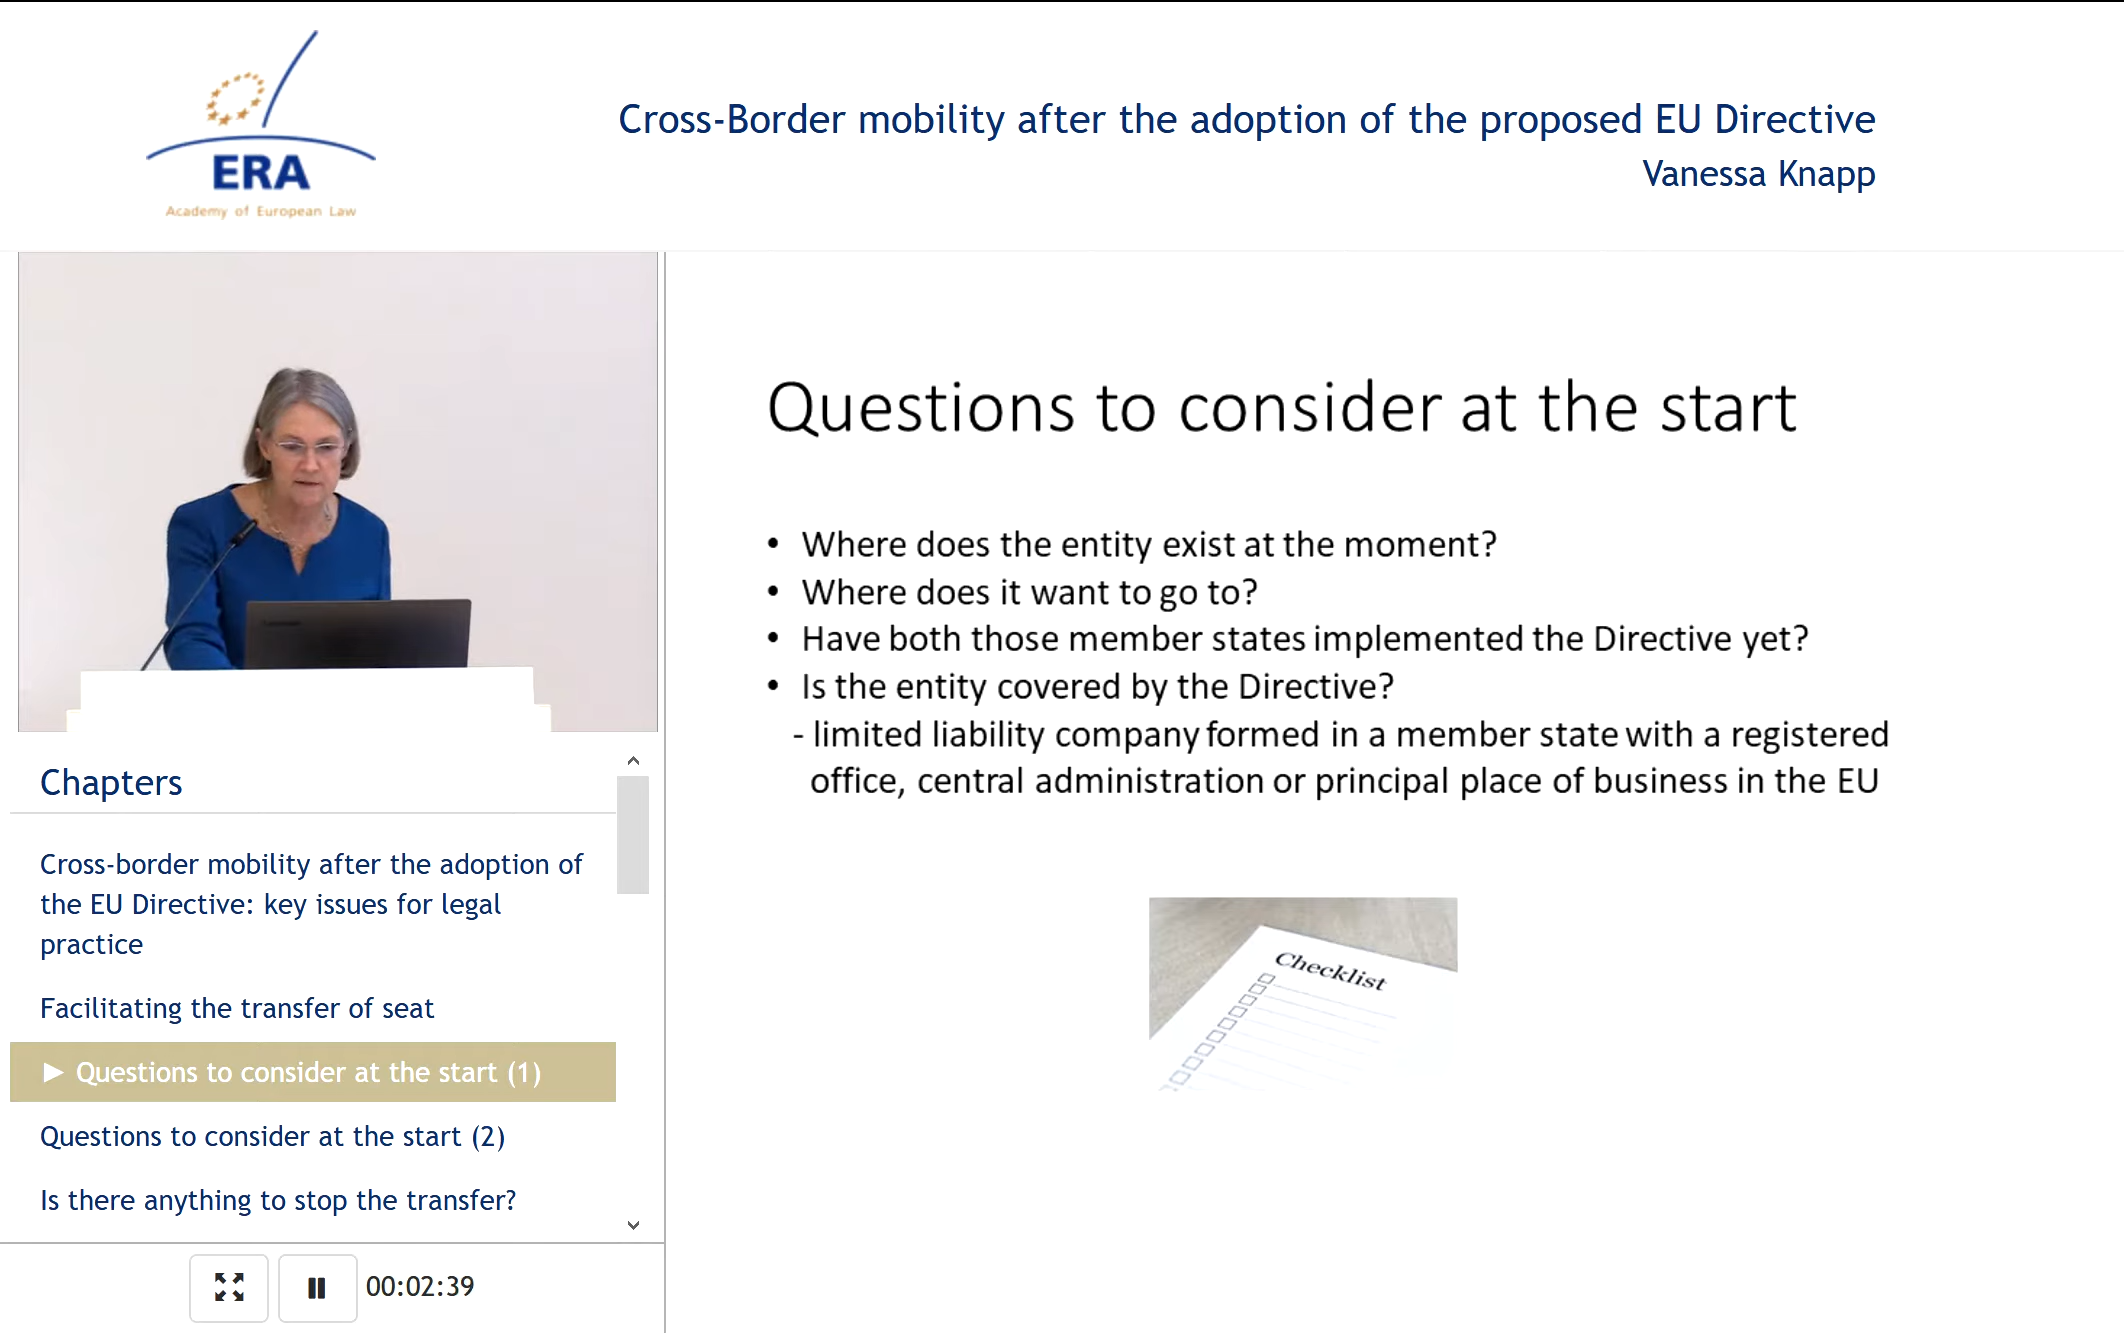 ERA
Academy of European Law
Cross-Border mobility after the adoption of the proposed EU Directive
Vanessa Knapp
Chapters
Cross-border mobility after the adoption of
the EU Directive: key issues for legal
practice
Facilitating the transfer of seat
► Questions to consider at the start (1)
Questions to consider at the start (2)
Is there anything to stop the transfer?
00:02:39
Questions to consider at the start
• Where does the entity exist at the moment?
• Where does it want to go to?
• Have both those member states implemented the Directive yet?
• Is the entity covered by the Directive?
- limited liability company formed in a member state with a registered
office, central administration or principal place of business in the EU
Checklist